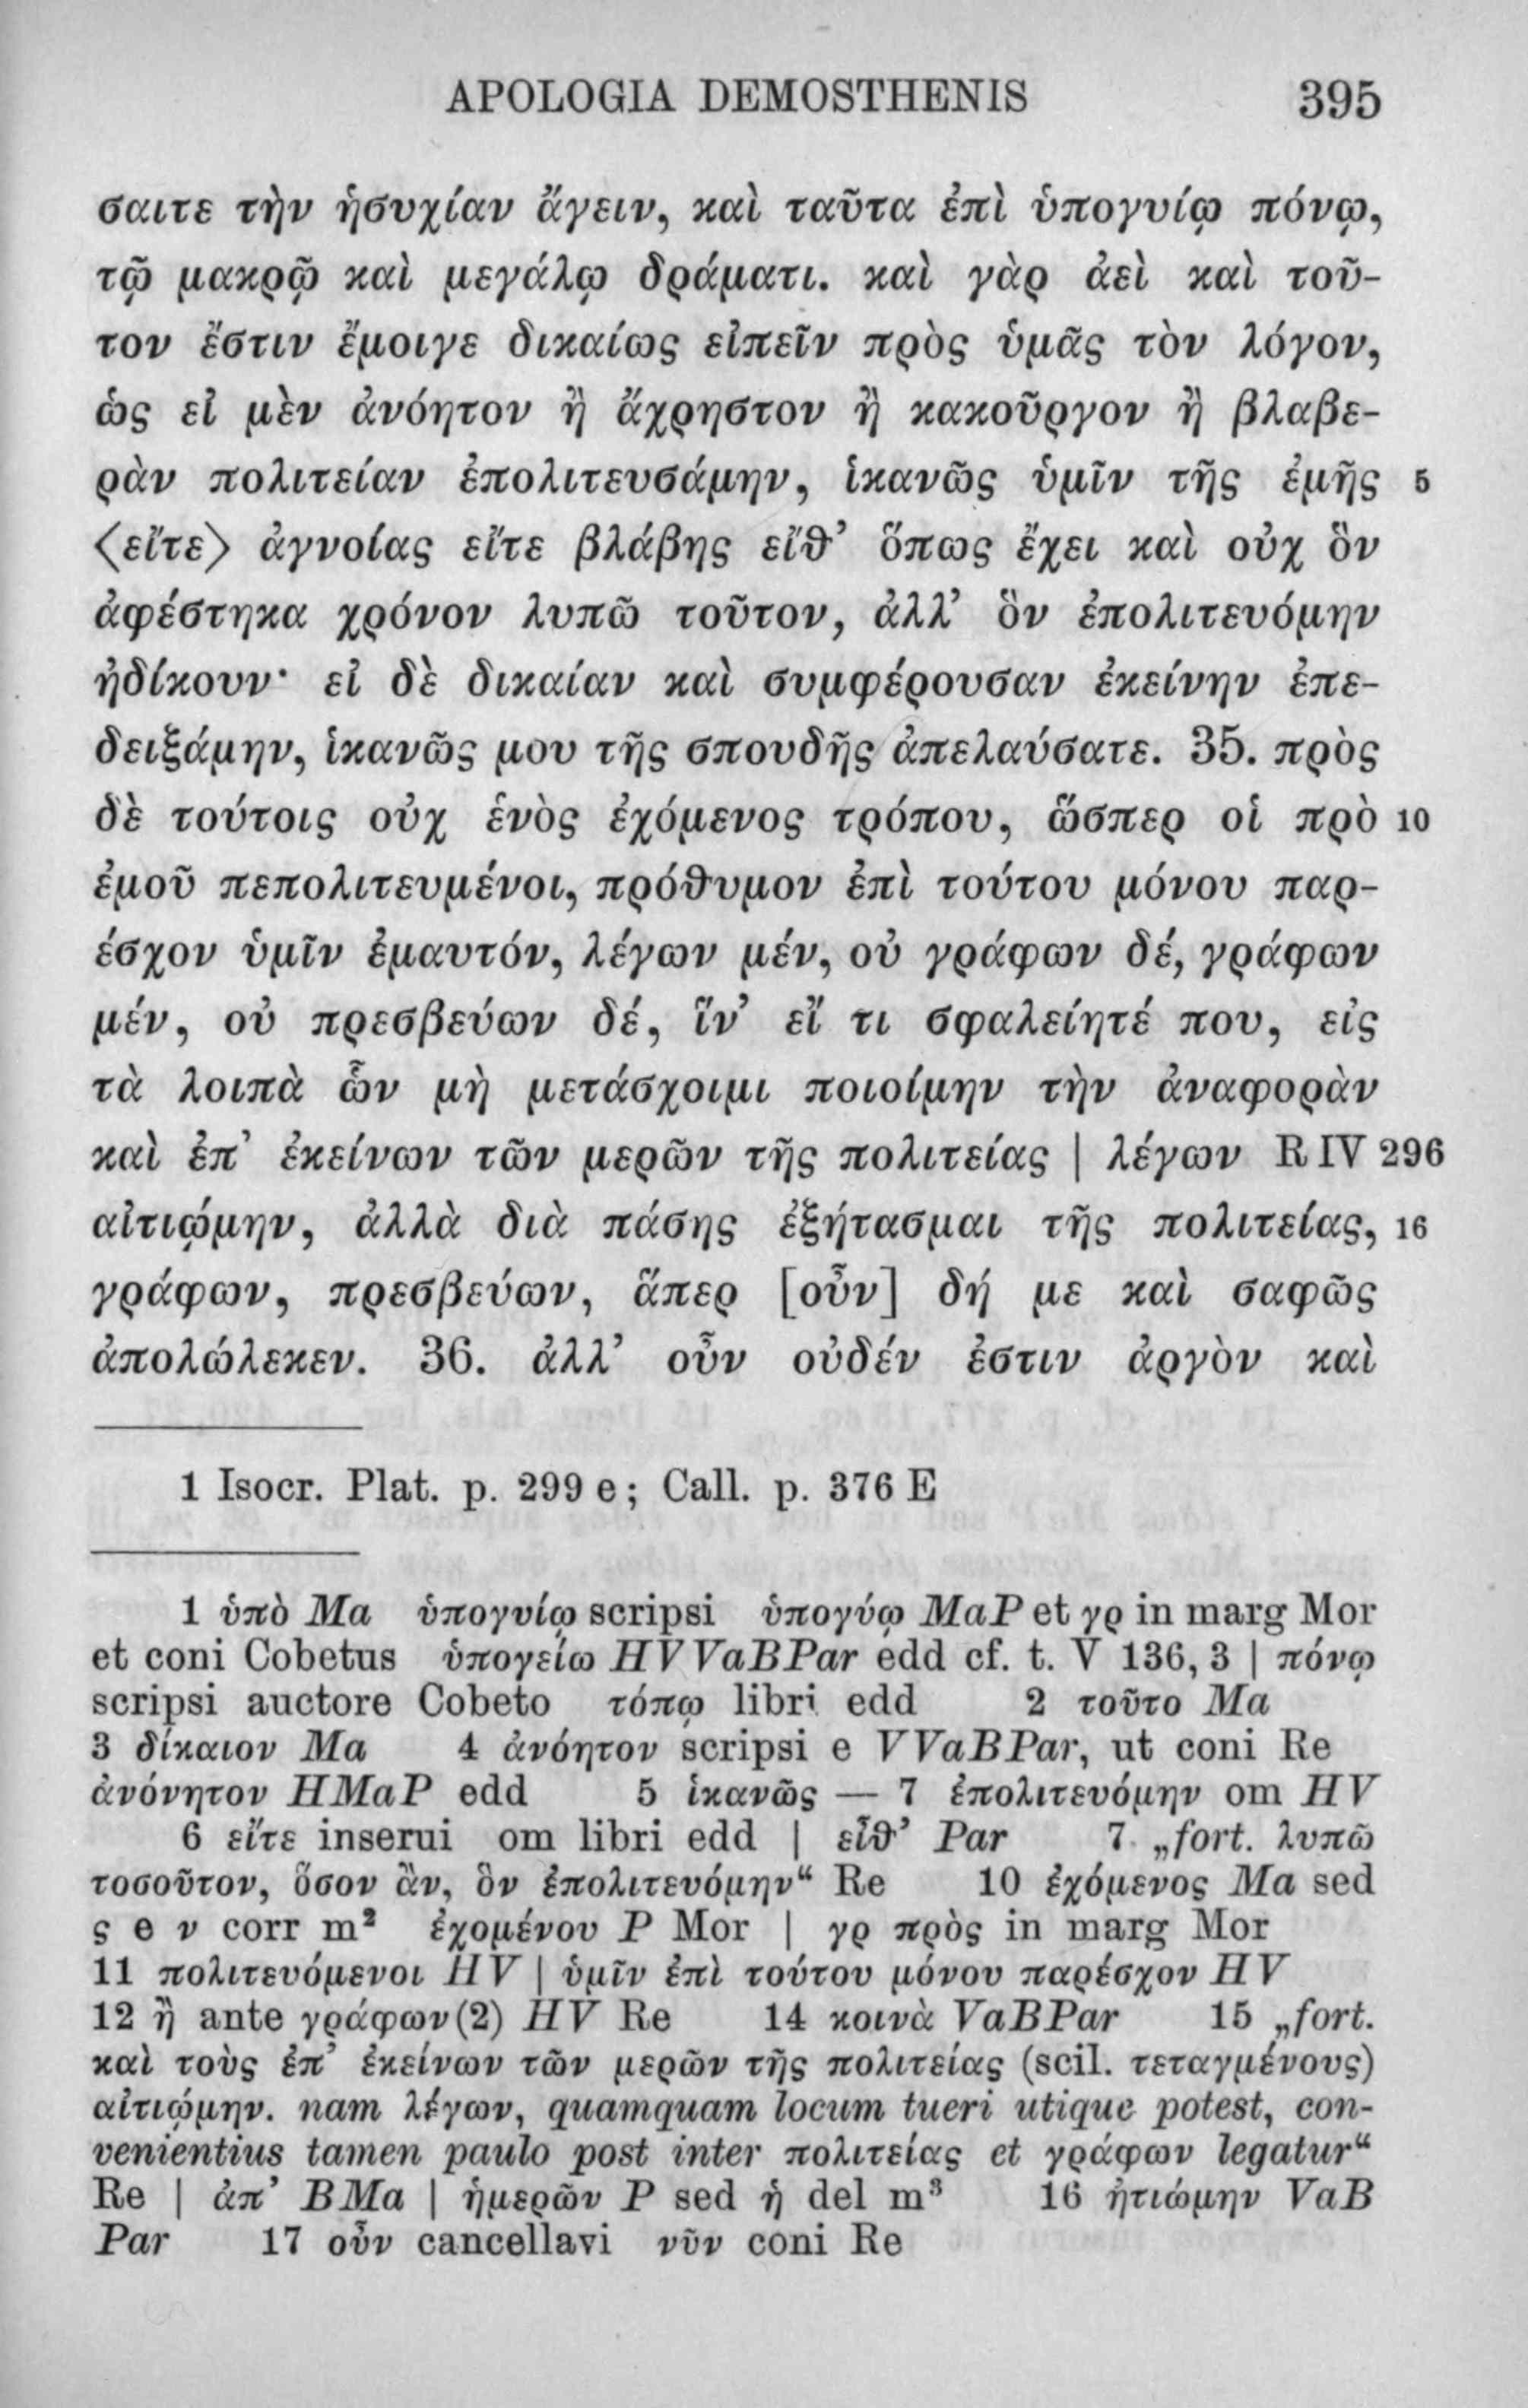 APOLOGIA DEMOSTHENIS 395
σαιτε τὴν ἡσυχίαν ἄγειν, καὶ ταῦτα ἐπὶ ὑπογυίῳ πόνῳ,
τῷ μακρῷ καὶ μεγάλῳ δράματι. καὶ γὰρ ἀεὶ καὶ τοῦ-
τον ἔστιν ἔμοιγε δικαίως εἰπεῖν πρὸς ὑμᾶς τὸν λόγον,
ὡς εἰ μὲν ἀνόητον ἢ ἄχρηστον ἢ κακοῦργον ἢ βλαβε-
ρὰν πολιτείαν ἐπολιτευσάμην, ἱκανῶς ὑμῖν τῆς ἐμῆς 5
⟨εἴτε⟩ ἀγνοίας εἴτε βλάβης εἴθ’ ὅπως ἔχει καὶ οὐχ ὃν
ἀφέστηκα χρόνον λυπῶ τοῦτον, ἀλλ’ ὃν ἐπολιτευόμην
ἠδίκουν· εἰ δὲ δικαίαν καὶ συμφέρουσαν ἐκείνην ἐπε-
δειξάμην, ἱκανῶς μου τῆς σπουδῆς ἀπελαύσατε. 35. πρὸς
δὲ τούτοις οὐχ ἑνὸς ἐχόμενος τρόπου, ὥσπερ οἱ πρὸ 10
ἐμοῦ πεπολιτευμένοι, πρόθυμον ἐπὶ τούτου μόνου παρ-
έσχον ὑμῖν ἐμαυτόν, λέγων μέν, οὐ γράφων δέ, γράφων
μέν, οὐ πρεσβεύων δέ, ἵν’ εἴ τι σφαλείητέ που, εἰς
τὰ λοιπὰ ὧν μὴ μετάσχοιμι ποιοίμην τὴν ἀναφορὰν
καὶ ἐπ’ ἐκείνων τῶν μερῶν τῆς πολιτείας | λέγων R IV 296
αἰτιῴμην, ἀλλὰ διὰ πάσης ἐξήτασμαι τῆς πολιτείας, 16
γράφων, πρεσβεύων, ἅπερ [οὖν] δή με καὶ σαφῶς
ἀπολώλεκεν. 36. ἀλλ’ οὖν οὐδέν ἐστιν ἀργὸν καὶ
1 Isocr. Plat. p. 299 e; Call. p. 376 E
1 ὑπὸ Ma ὑπογυίῳ scripsi ὑπογύῳ MaP et γρ in marg Mor
et coni Cobetus ὑπογείω HVVaBPar edd cf. t. V 136, 3 | πόνῳ
scripsi auctore Cobeto τόπῳ libri edd 2 τοῦτο Ma
3 δίκαιον Ma 4 ἀνόητον scripsi e VVaBPar, ut coni Re
ἀνόνητον HMaP edd 5 ἱκανῶς — 7 ἐπολιτευόμην om HV
6 εἴτε inserui om libri edd | εἶθ’ Par 7 „fort. λυπῶ
τοσοῦτον, ὅσον ἂν, ὃν ἐπολιτευόμην“ Re 10 ἐχόμενος Ma sed
ς e ν corr m² ἐχομένου P Mor | γρ πρὸς in marg Mor
11 πολιτευόμενοι HV | ὑμῖν ἐπὶ τούτου μόνου παρέσχον HV
12 ἢ ante γράφων (2) HV Re 14 κοινὰ VaBPar 15 „fort.
καὶ τοὺς ἐπ’ ἐκείνων τῶν μερῶν τῆς πολιτείας (scil. τεταγμένους)
αἰτιῴμην. nam λέγων, quamquam locum tueri utique potest, con-
venientius tamen paulo post inter πολιτείας et γράφων legatur“
Re | ἀπ’ BMa | ἡμερῶν P sed ἡ del m³ 16 ἠτιώμην VaB
Par 17 οὖν cancellavi νῦν coni Re